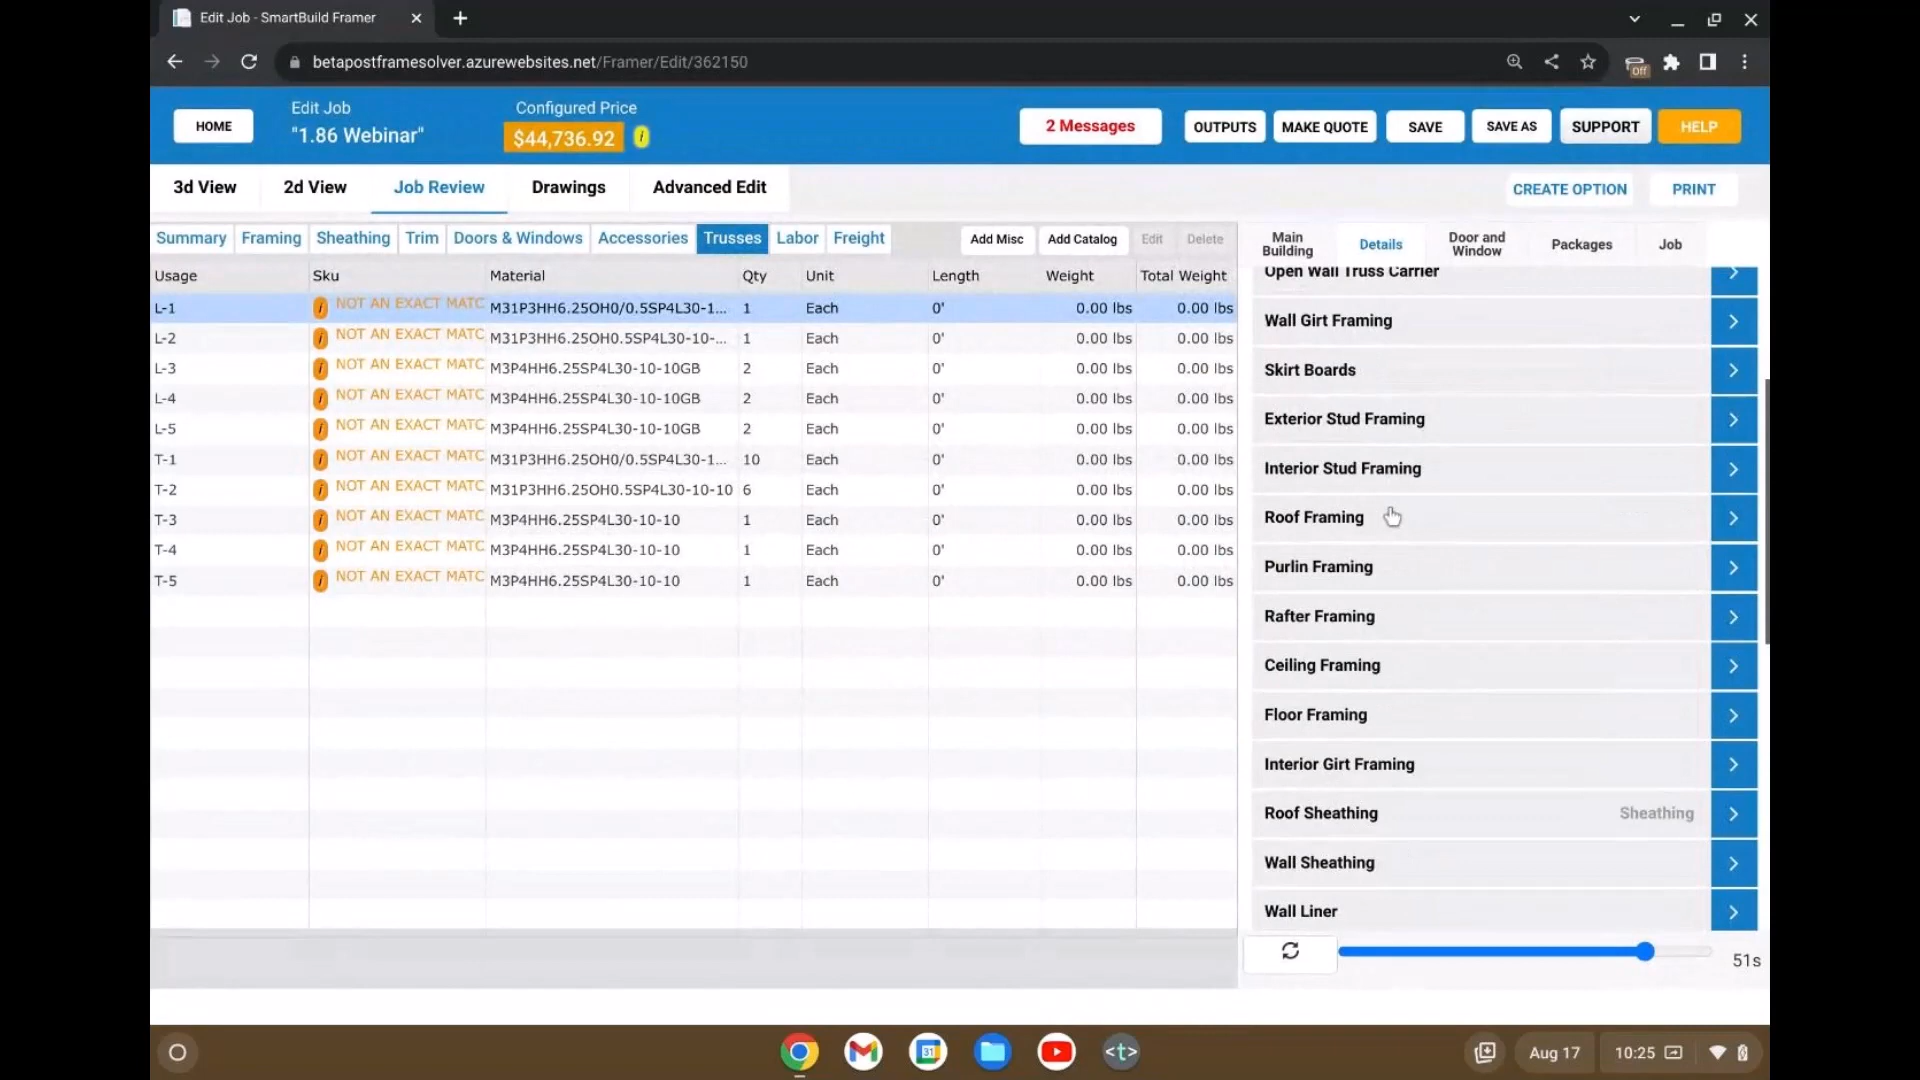 Edit Job - SmartBuild Framer
betapostframesolver.azurewebsites.net/Framer/Edit/362150
Off
HOME
Edit Job
"1.86 Webinar"
Configured Price
$44,736.92
i
2 Messages
OUTPUTS
MAKE QUOTE
SAVE
SAVE AS
SUPPORT
HELP
3d View
2d View
Job Review
Drawings
Advanced Edit
CREATE OPTION
PRINT
Summary Framing Sheathing Trim Doors & Windows Accessories Trusses Labor Freight
Add Misc Add Catalog Edit Delete
Usage Sku Material Qty Unit Length Weight Total Weight
L-1 i NOT AN EXACT MATC M31P3HH6.25OH0/0.5SP4L30-1... 1 Each 0' 0.00 lbs 0.00 lbs
L-2 i NOT AN EXACT MATC M31P3HH6.25OH0.5SP4L30-10-... 1 Each 0' 0.00 lbs 0.00 lbs
L-3 i NOT AN EXACT MATC M3P4HH6.25SP4L30-10-10GB 2 Each 0' 0.00 lbs 0.00 lbs
L-4 i NOT AN EXACT MATC M3P4HH6.25SP4L30-10-10GB 2 Each 0' 0.00 lbs 0.00 lbs
L-5 i NOT AN EXACT MATC M3P4HH6.25SP4L30-10-10GB 2 Each 0' 0.00 lbs 0.00 lbs
T-1 i NOT AN EXACT MATC M31P3HH6.25OH0/0.5SP4L30-1... 10 Each 0' 0.00 lbs 0.00 lbs
T-2 i NOT AN EXACT MATC M31P3HH6.25OH0.5SP4L30-10-10 6 Each 0' 0.00 lbs 0.00 lbs
T-3 i NOT AN EXACT MATC M3P4HH6.25SP4L30-10-10 1 Each 0' 0.00 lbs 0.00 lbs
T-4 i NOT AN EXACT MATC M3P4HH6.25SP4L30-10-10 1 Each 0' 0.00 lbs 0.00 lbs
T-5 i NOT AN EXACT MATC M3P4HH6.25SP4L30-10-10 1 Each 0' 0.00 lbs 0.00 lbs
Main
Building
Details
Door and
Window
Packages
Job
Open Wall Truss Carrier
Wall Girt Framing
Skirt Boards
Exterior Stud Framing
Interior Stud Framing
Roof Framing
Purlin Framing
Rafter Framing
Ceiling Framing
Floor Framing
Interior Girt Framing
Roof Sheathing Sheathing
Wall Sheathing
Wall Liner
51s
31
<t>
Aug 17
10:25